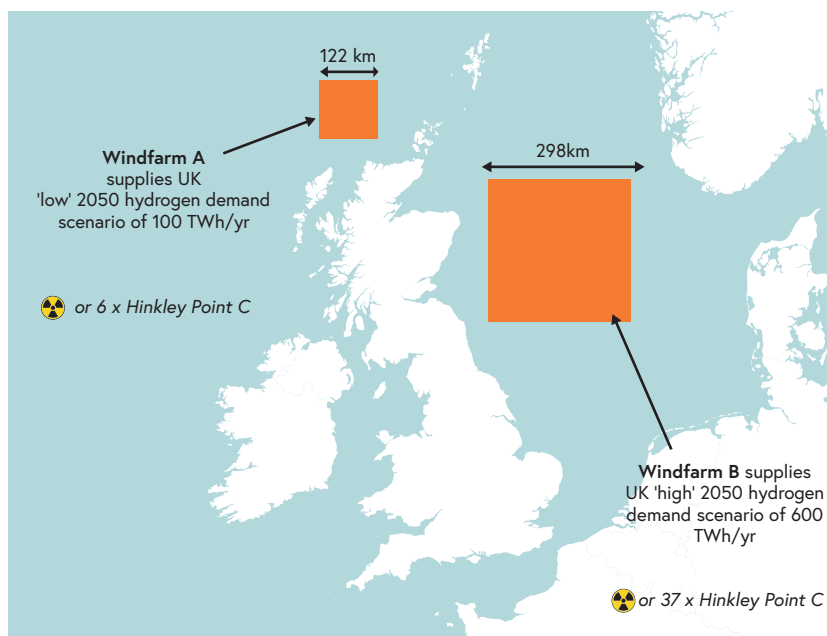 122 km
Windfarm A
supplies UK
'low' 2050 hydrogen demand
scenario of 100 TWh/yr
or 6 x Hinkley Point C
298km
Windfarm B supplies
UK 'high' 2050 hydrogen
demand scenario of 600
TWh/yr
or 37 x Hinkley Point C